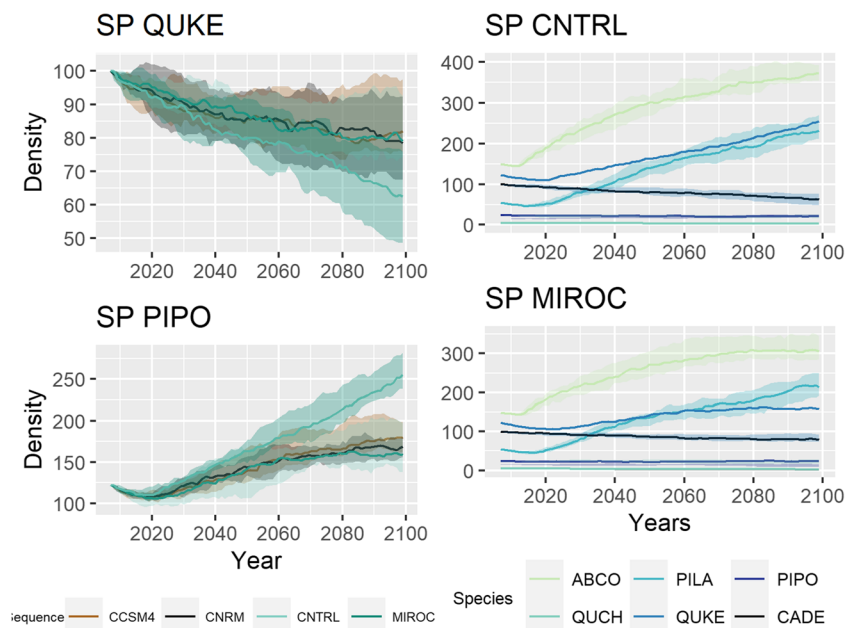 SP QUKE
Density
100
90
80
70
60
50
2020 2040 2060 2080 2100
SP PIPO
Density
250
200
150
100
2020 2040 2060 2080 2100
Year
Sequence CCSM4 CNRM CNTRL MIROC
SP CNTRL
400
300
200
100
0
2020 2040 2060 2080 2100
SP MIROC
300
200
100
0
2020 2040 2060 2080 2100
Years
Species
ABCO PILA PIPO
QUCH QUKE CADE